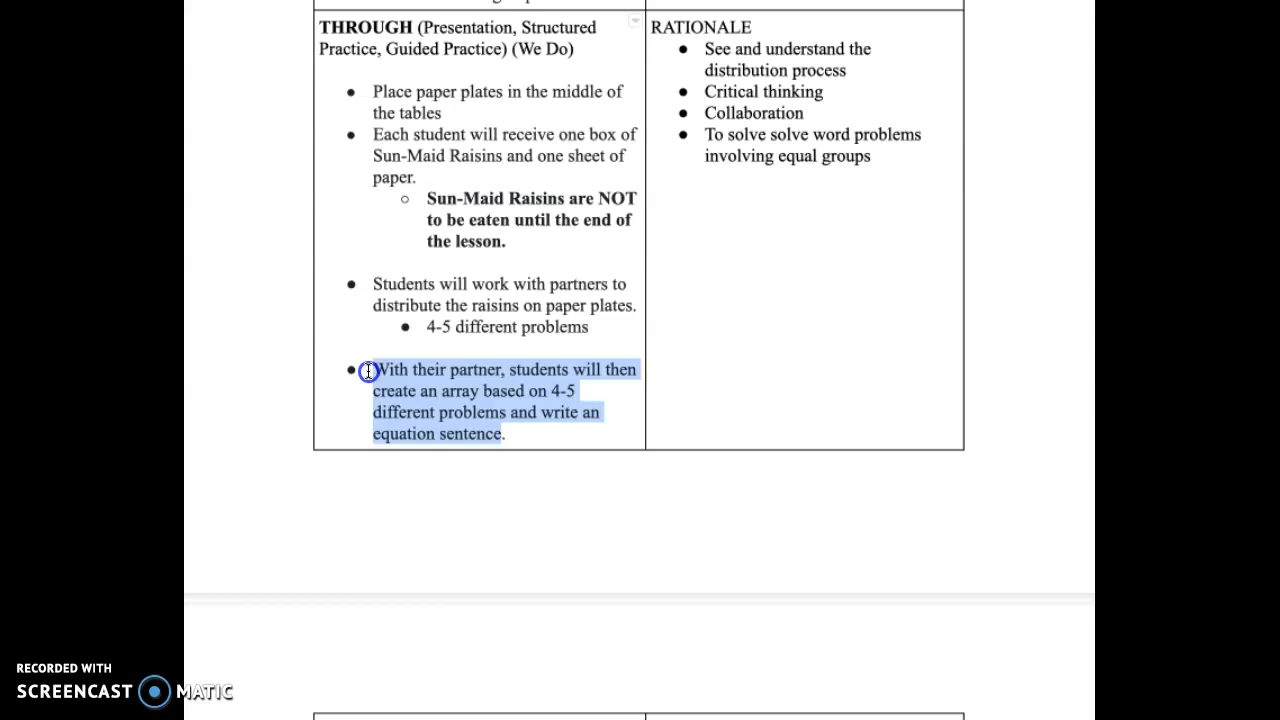 THROUGH (Presentation, Structured
Practice, Guided Practice) (We Do)
● Place paper plates in the middle of
the tables
● Each student will receive one box of
Sun-Maid Raisins and one sheet of
paper.
○ Sun-Maid Raisins are NOT
to be eaten until the end of
the lesson.
● Students will work with partners to
distribute the raisins on paper plates.
● 4-5 different problems
● With their partner, students will then
create an array based on 4-5
different problems and write an
equation sentence.
RATIONALE
● See and understand the
distribution process
● Critical thinking
● Collaboration
● To solve solve word problems
involving equal groups
RECORDED WITH
SCREENCAST MATIC